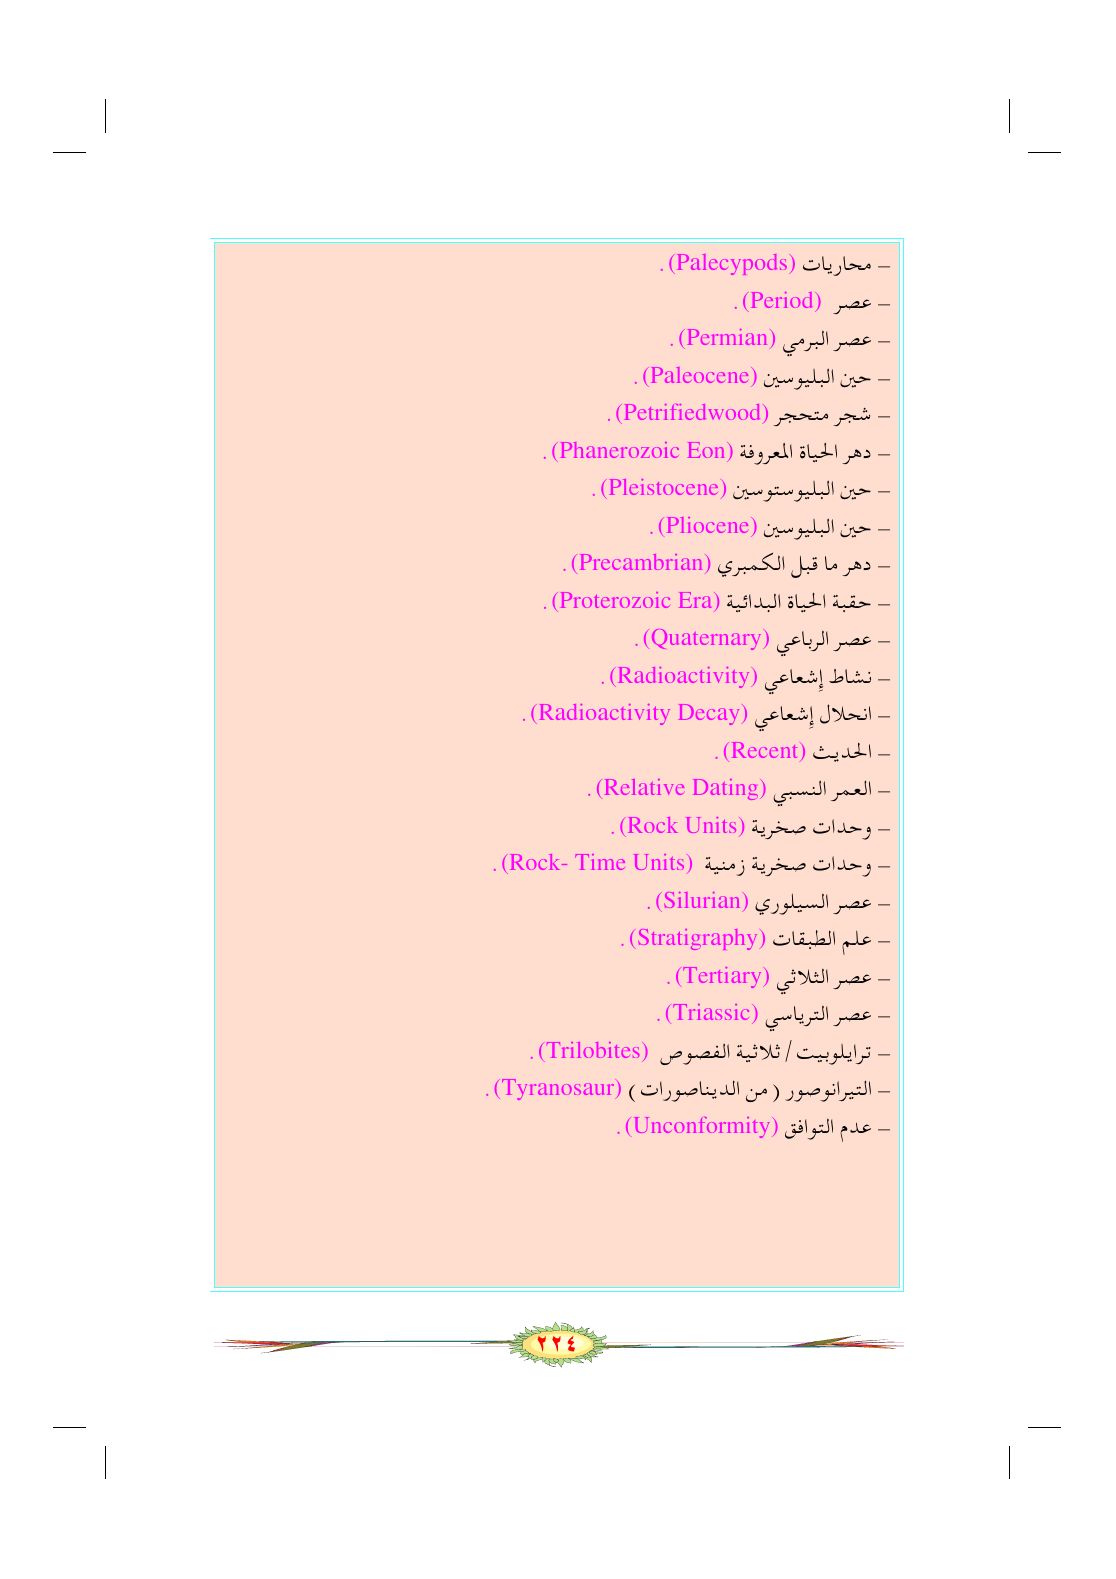 – محاريات (Palecypods) .
– عصر (Period) .
– عصر البرمي (Permian) .
– حين البليوسين (Paleocene) .
– شجر متحجر (Petrifiedwood) .
– دهر الحياة المعروفة (Phanerozoic Eon) .
– حين البليوستوسين (Pleistocene) .
– حين البليوسين (Pliocene) .
– دهر ما قبل الكمبري (Precambrian) .
– حقبة الحياة البدائية (Proterozoic Era) .
– عصر الرباعي (Quaternary) .
– نشاط إشعاعي (Radioactivity) .
– انحلال إشعاعي (Radioactivity Decay) .
– الحديث (Recent) .
– العمر النسبي (Relative Dating) .
– وحدات صخرية (Rock Units) .
– وحدات صخرية زمنية (Rock- Time Units) .
– عصر السيلوري (Silurian) .
– علم الطبقات (Stratigraphy) .
– عصر الثلاثي (Tertiary) .
– عصر الترياسي (Triassic) .
– ترايلوبيت / ثلاثية الفصوص (Trilobites) .
– التيرانوصور ( من الديناصورات ) (Tyranosaur) .
– عدم التوافق (Unconformity) .
٢٢٤